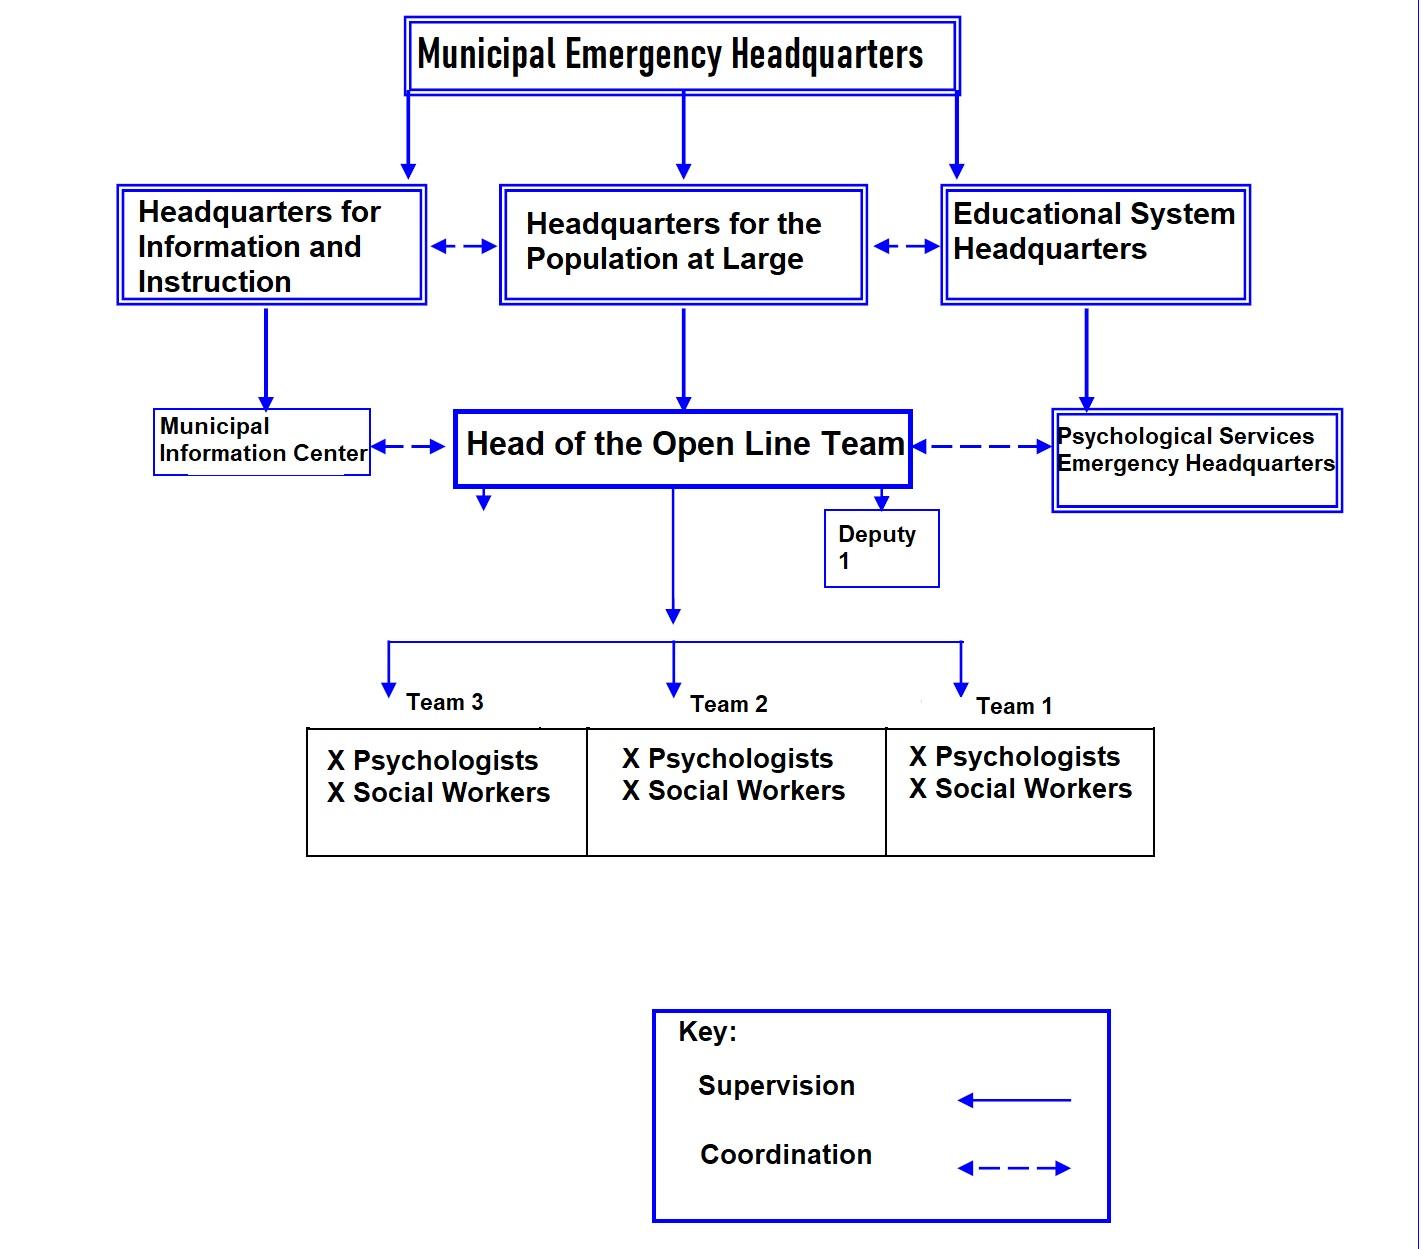 Municipal Emergency Headquarters
Headquarters for
Information and
Instruction
Headquarters for the
Population at Large
Educational System
Headquarters
Municipal
Information Center
Head of the Open Line Team
Psychological Services
Emergency Headquarters
Deputy
1
Team 3
Team 2
Team 1
X Psychologists
X Social Workers
X Psychologists
X Social Workers
X Psychologists
X Social Workers
Key:
Supervision
Coordination